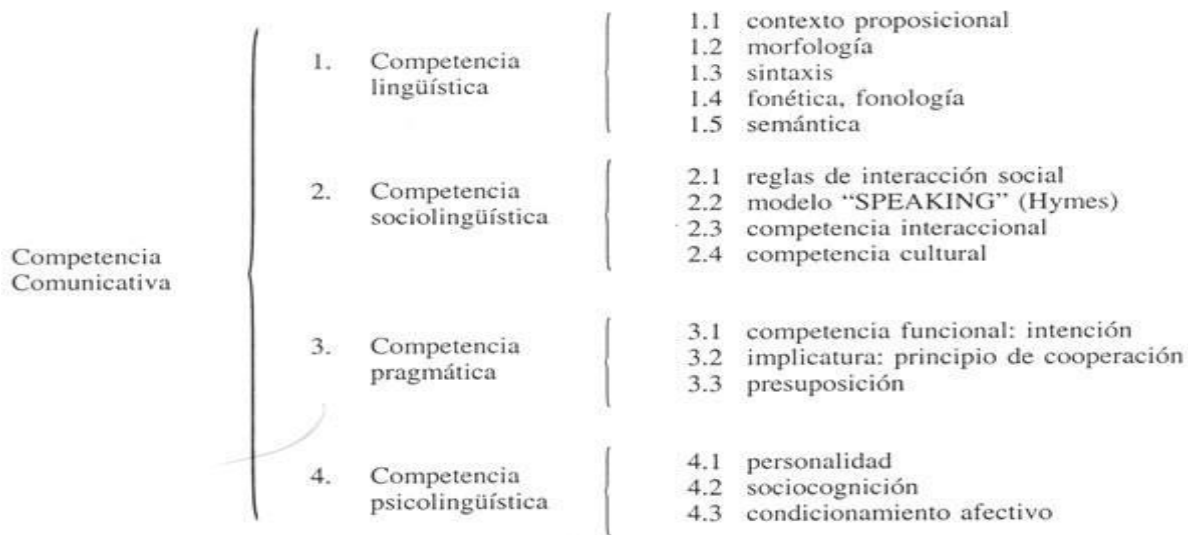 Competencia
Comunicativa
1. Competencia
lingüística
1.1 contexto proposicional
1.2 morfología
1.3 sintaxis
1.4 fonética, fonología
1.5 semántica
2. Competencia
sociolingüística
2.1 reglas de interacción social
2.2 modelo “SPEAKING” (Hymes)
2.3 competencia interaccional
2.4 competencia cultural
3. Competencia
pragmática
3.1 competencia funcional: intención
3.2 implicatura: principio de cooperación
3.3 presuposición
4. Competencia
psicolingüística
4.1 personalidad
4.2 sociocognición
4.3 condicionamiento afectivo